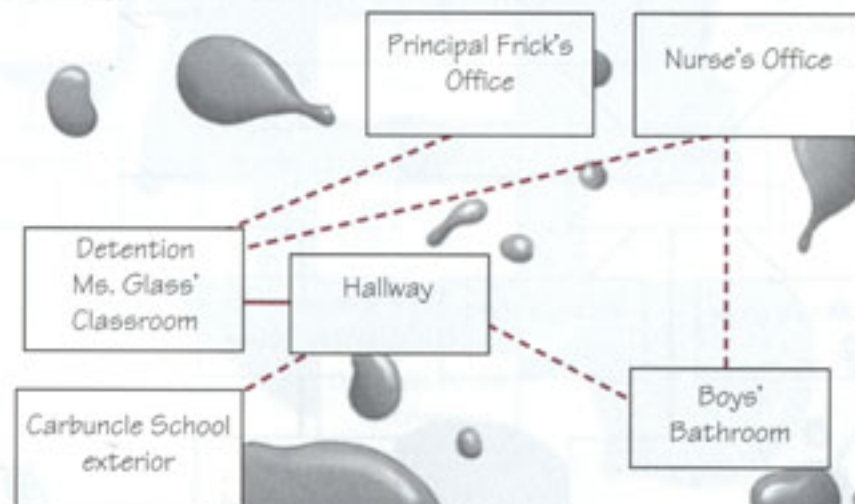 Principal Frick's
Office
Nurse's Office
Detention
Ms. Glass'
Classroom
Hallway
Boys'
Bathroom
Carbuncle School
exterior